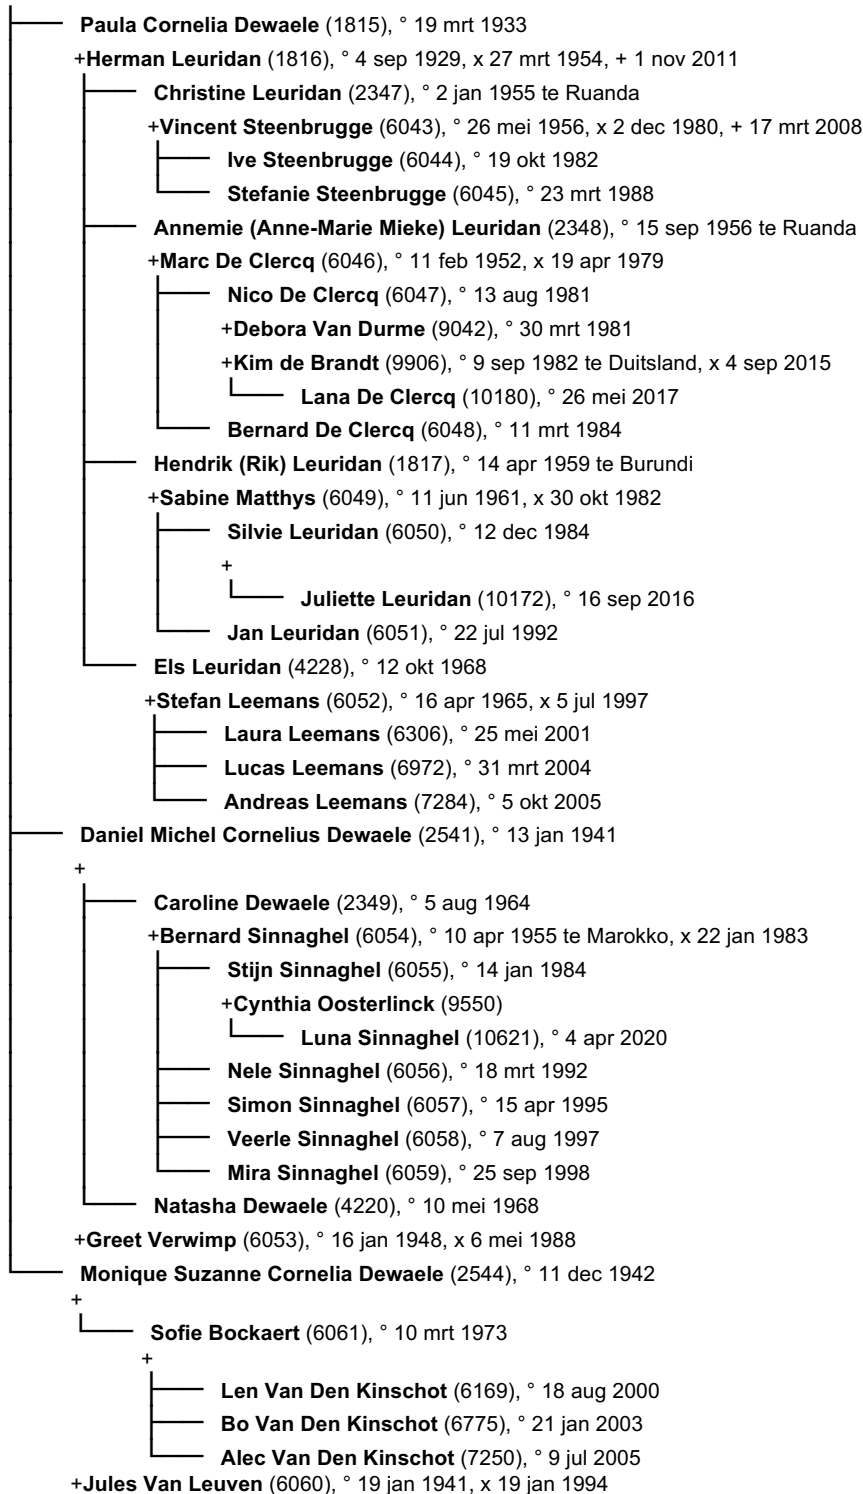 Paula Cornelia Dewaele (1815), ° 19 mrt 1933
+Herman Leuridan (1816), ° 4 sep 1929, x 27 mrt 1954, + 1 nov 2011
Christine Leuridan (2347), ° 2 jan 1955 te Ruanda
+Vincent Steenbrugge (6043), ° 26 mei 1956, x 2 dec 1980, + 17 mrt 2008
Ive Steenbrugge (6044), ° 19 okt 1982
Stefanie Steenbrugge (6045), ° 23 mrt 1988
Annemie (Anne-Marie Mieke) Leuridan (2348), ° 15 sep 1956 te Ruanda
+Marc De Clercq (6046), ° 11 feb 1952, x 19 apr 1979
Nico De Clercq (6047), ° 13 aug 1981
+Debora Van Durme (9042), ° 30 mrt 1981
+Kim de Brandt (9906), ° 9 sep 1982 te Duitsland, x 4 sep 2015
Lana De Clercq (10180), ° 26 mei 2017
Bernard De Clercq (6048), ° 11 mrt 1984
Hendrik (Rik) Leuridan (1817), ° 14 apr 1959 te Burundi
+Sabine Matthys (6049), ° 11 jun 1961, x 30 okt 1982
Silvie Leuridan (6050), ° 12 dec 1984
+
Juliette Leuridan (10172), ° 16 sep 2016
Jan Leuridan (6051), ° 22 jul 1992
Els Leuridan (4228), ° 12 okt 1968
+Stefan Leemans (6052), ° 16 apr 1965, x 5 jul 1997
Laura Leemans (6306), ° 25 mei 2001
Lucas Leemans (6972), ° 31 mrt 2004
Andreas Leemans (7284), ° 5 okt 2005
Daniel Michel Cornelius Dewaele (2541), ° 13 jan 1941
+
Caroline Dewaele (2349), ° 5 aug 1964
+Bernard Sinnaghel (6054), ° 10 apr 1955 te Marokko, x 22 jan 1983
Stijn Sinnaghel (6055), ° 14 jan 1984
+Cynthia Oosterlinck (9550)
Luna Sinnaghel (10621), ° 4 apr 2020
Nele Sinnaghel (6056), ° 18 mrt 1992
Simon Sinnaghel (6057), ° 15 apr 1995
Veerle Sinnaghel (6058), ° 7 aug 1997
Mira Sinnaghel (6059), ° 25 sep 1998
Natasha Dewaele (4220), ° 10 mei 1968
+Greet Verwimp (6053), ° 16 jan 1948, x 6 mei 1988
Monique Suzanne Cornelia Dewaele (2544), ° 11 dec 1942
+
Sofie Bockaert (6061), ° 10 mrt 1973
+
Len Van Den Kinschot (6169), ° 18 aug 2000
Bo Van Den Kinschot (6775), ° 21 jan 2003
Alec Van Den Kinschot (7250), ° 9 jul 2005
+Jules Van Leuven (6060), ° 19 jan 1941, x 19 jan 1994